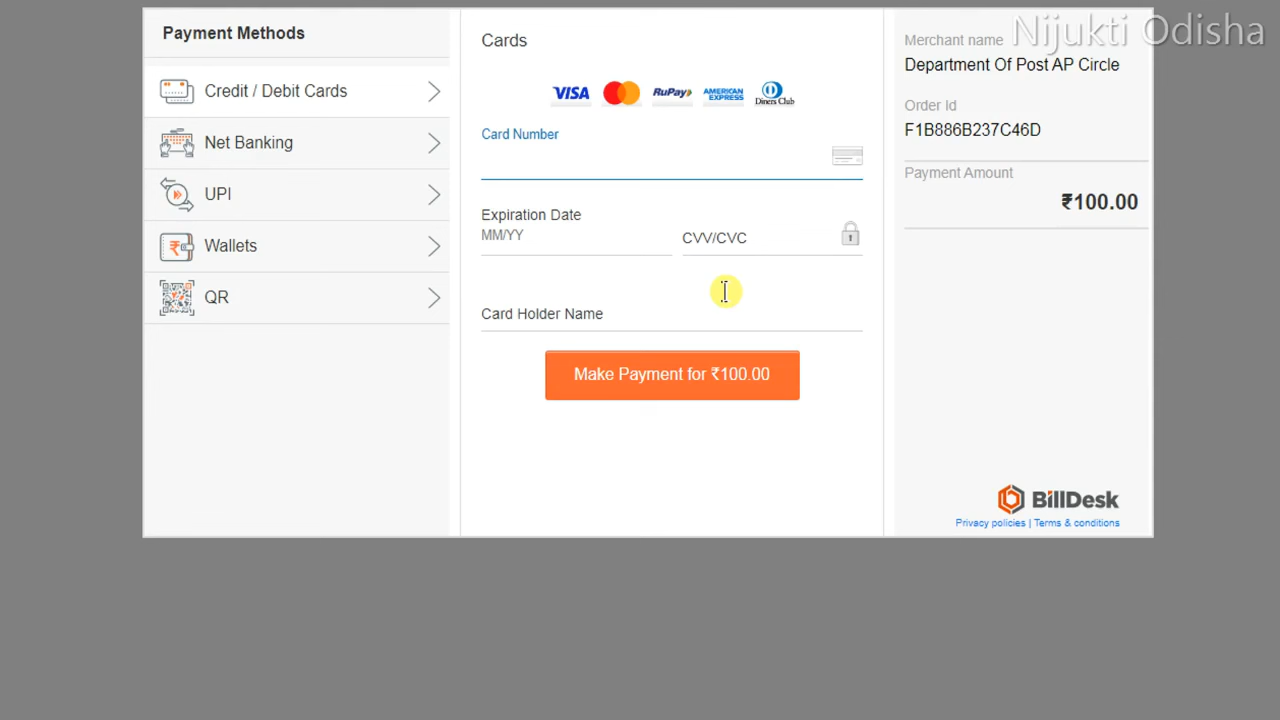 Payment Methods
Credit / Debit Cards
Net Banking
UPI
Wallets
QR
Cards
VISA
RuPay
AMERICAN
EXPRESS
Diners Club
Card Number
Expiration Date
MM/YY
CVV/CVC
Card Holder Name
Make Payment for ₹100.00
Nijukti Odisha
Merchant name
Department Of Post AP Circle
Order Id
F1B886B237C46D
Payment Amount
₹100.00
BillDesk
Privacy policies | Terms & conditions